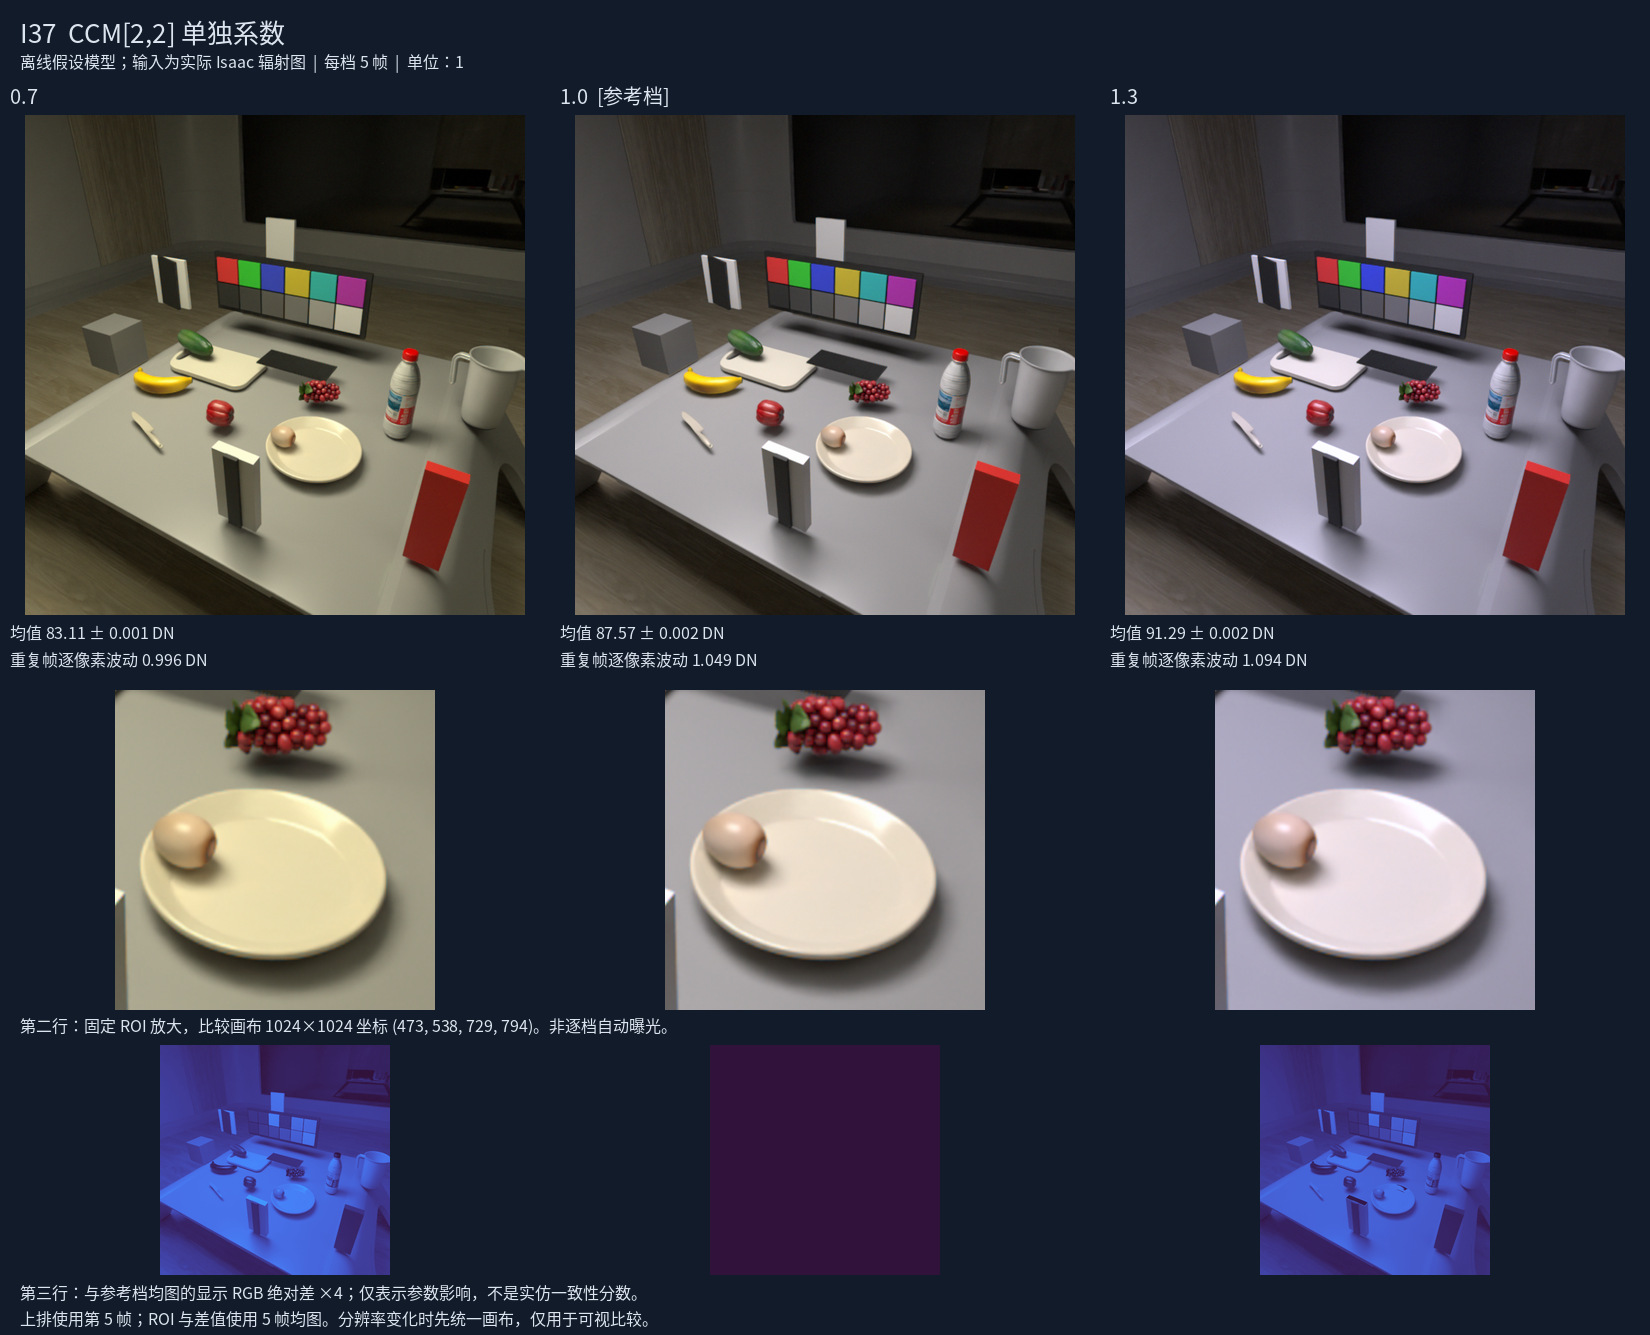 I37 CCM[2,2] 单独系数
离线假设模型；输入为实际 Isaac 辐射图 | 每档 5 帧 | 单位：1
0.7
1.0 [参考档]
1.3
均值 83.11 ± 0.001 DN
重复帧逐像素波动 0.996 DN
均值 87.57 ± 0.002 DN
重复帧逐像素波动 1.049 DN
均值 91.29 ± 0.002 DN
重复帧逐像素波动 1.094 DN
第二行：固定 ROI 放大，比较画布 1024×1024 坐标 (473, 538, 729, 794)。非逐档自动曝光。
第三行：与参考档均图的显示 RGB 绝对差 ×4；仅表示参数影响，不是实仿一致性分数。
上排使用第 5 帧；ROI 与差值使用 5 帧均图。分辨率变化时先统一画布，仅用于可视比较。